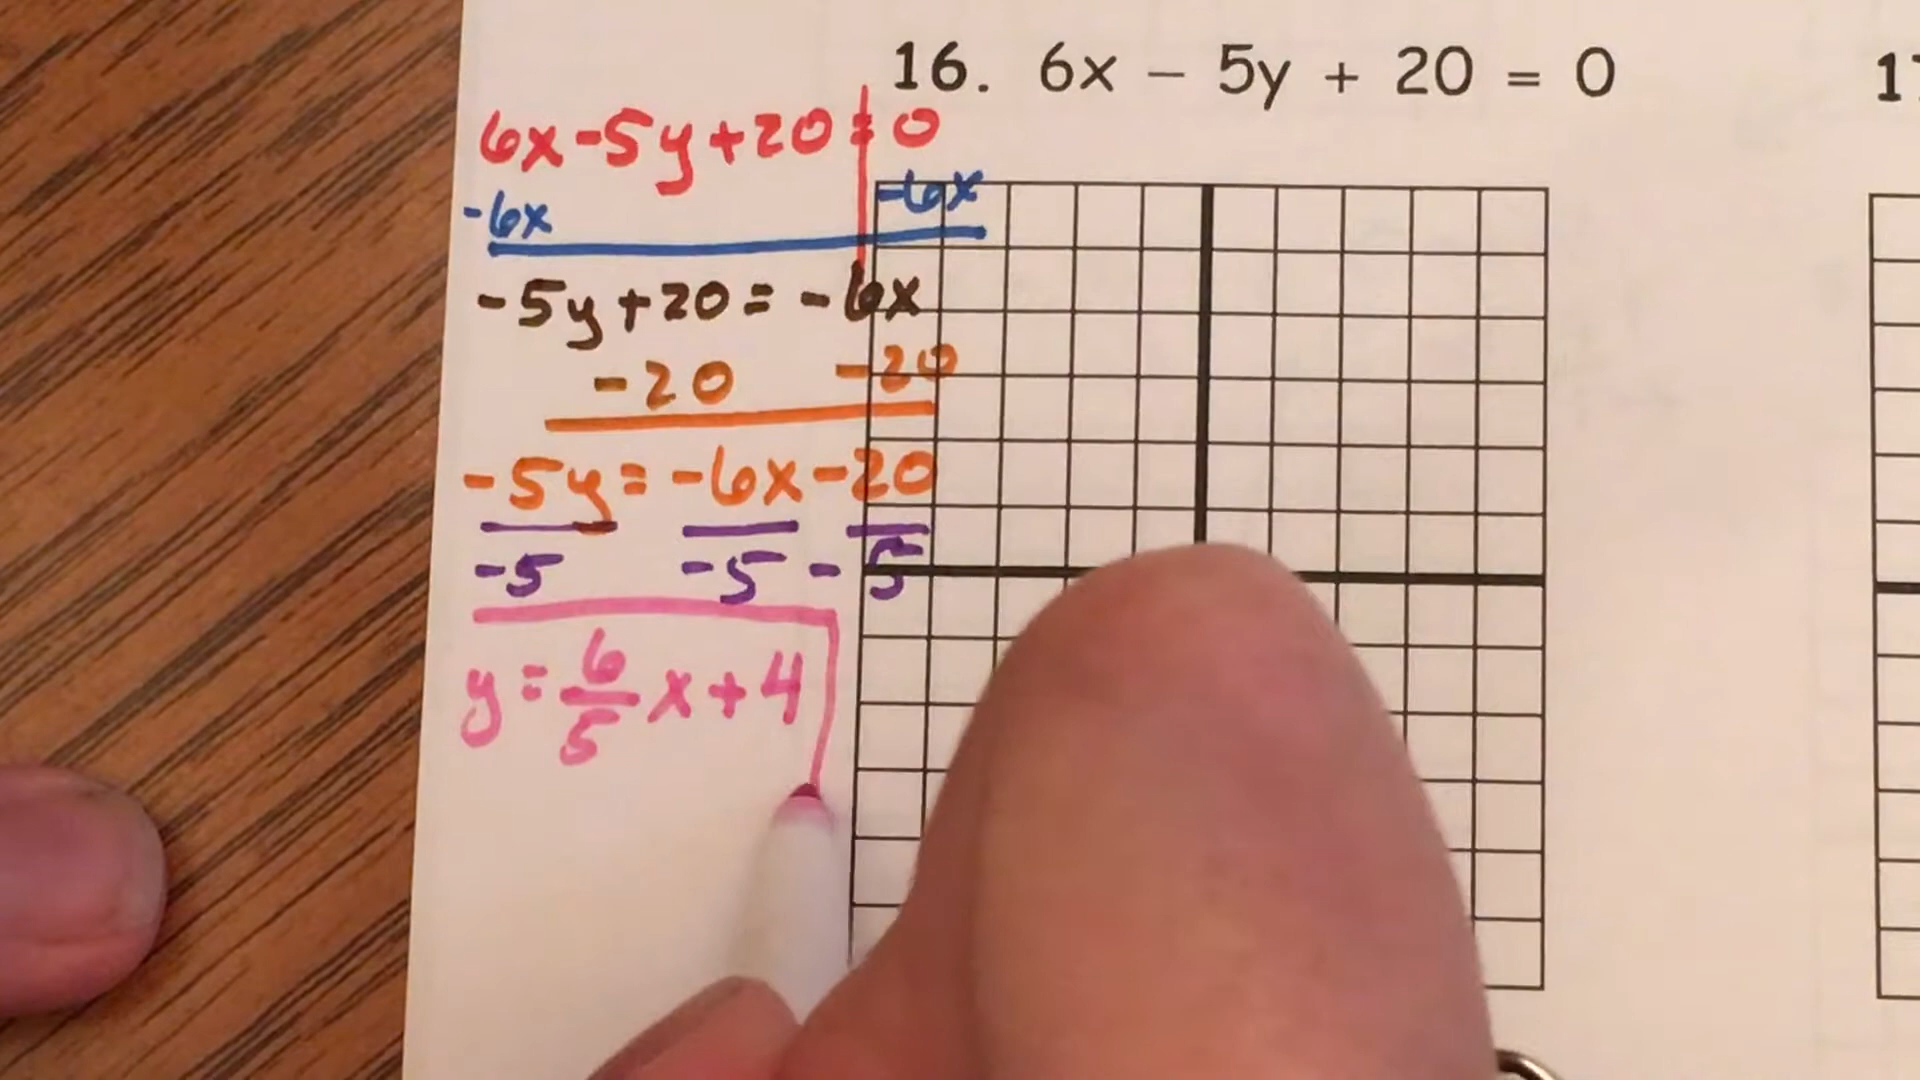 16. 6x − 5y + 20 = 0
17
6x-5y+20=0
-6x -6x
-5y+20=-6x
-20 -20
-5y=-6x-20
-5 -5 -5
y=6/5x+4